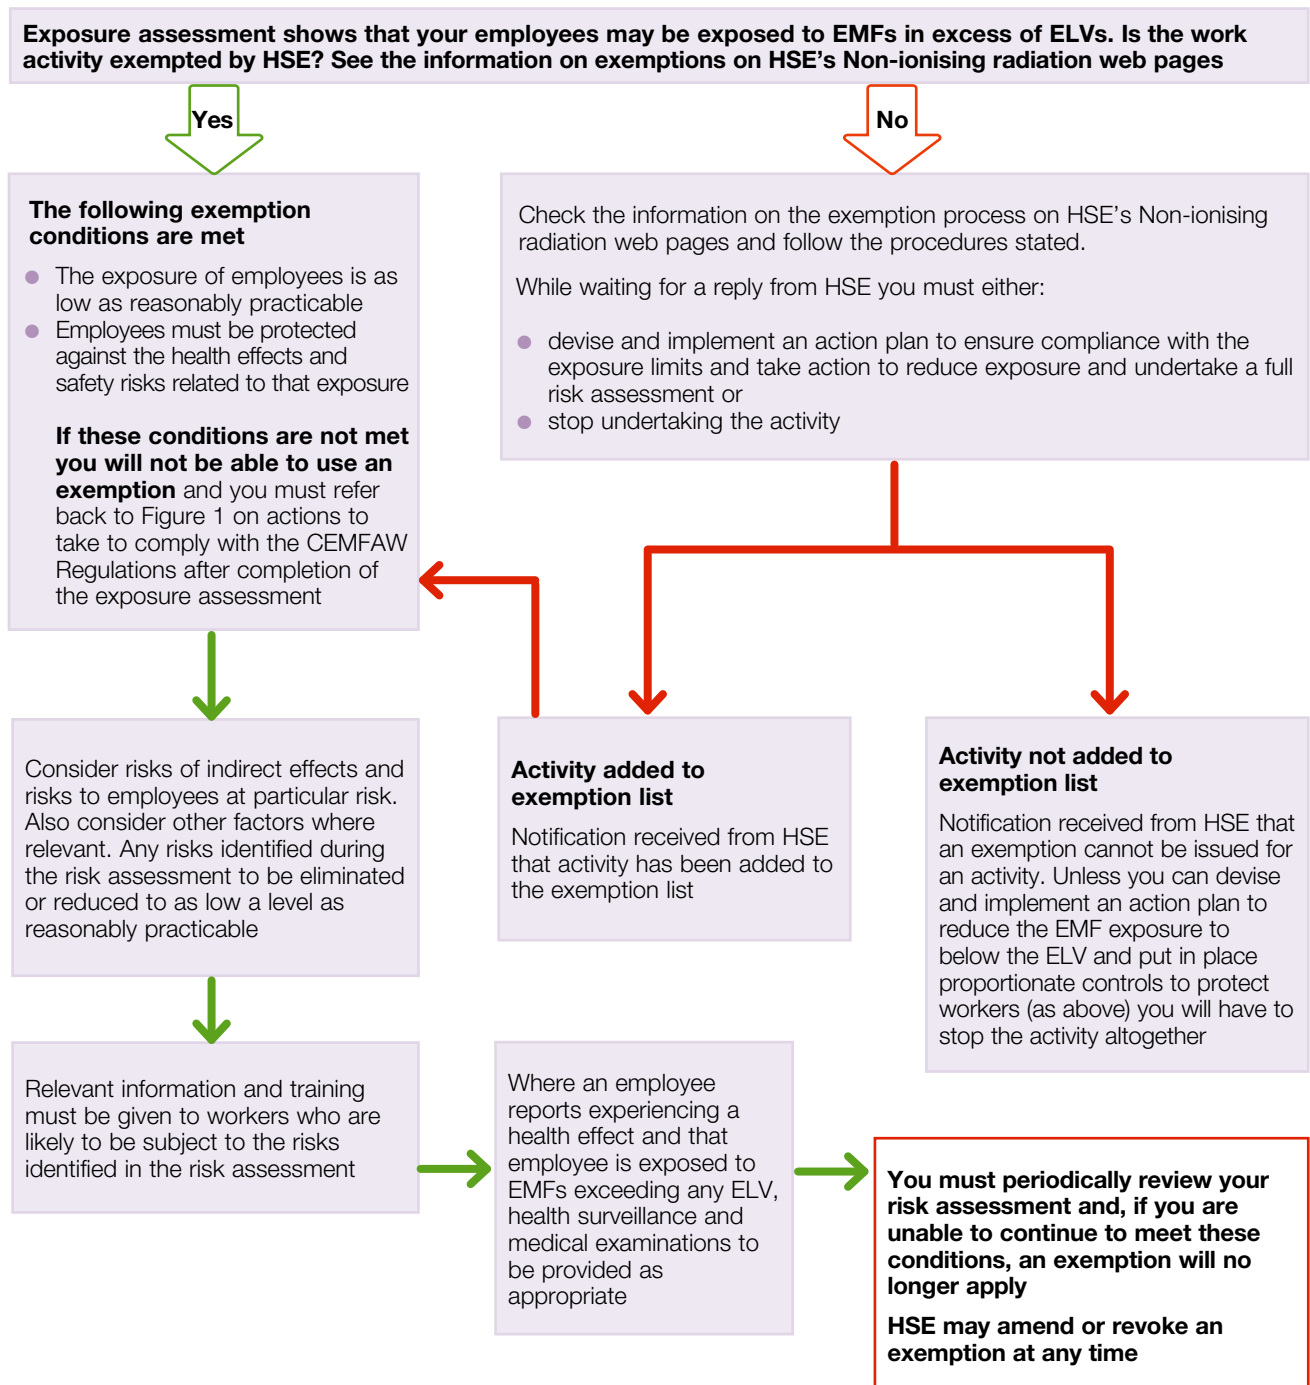 Exposure assessment shows that your employees may be exposed to EMFs in excess of ELVs. Is the work
activity exempted by HSE? See the information on exemptions on HSE's Non-ionising radiation web pages
Yes
No
The following exemption
conditions are met
● The exposure of employees is as
low as reasonably practicable
● Employees must be protected
against the health effects and
safety risks related to that exposure
If these conditions are not met
you will not be able to use an
exemption and you must refer
back to Figure 1 on actions to
take to comply with the CEMFAW
Regulations after completion of
the exposure assessment
Check the information on the exemption process on HSE's Non-ionising
radiation web pages and follow the procedures stated.
While waiting for a reply from HSE you must either:
● devise and implement an action plan to ensure compliance with the
exposure limits and take action to reduce exposure and undertake a full
risk assessment or
● stop undertaking the activity
Consider risks of indirect effects and
risks to employees at particular risk.
Also consider other factors where
relevant. Any risks identified during
the risk assessment to be eliminated
or reduced to as low a level as
reasonably practicable
Activity added to
exemption list
Notification received from HSE
that activity has been added to
the exemption list
Activity not added to
exemption list
Notification received from HSE that
an exemption cannot be issued for
an activity. Unless you can devise
and implement an action plan to
reduce the EMF exposure to
below the ELV and put in place
proportionate controls to protect
workers (as above) you will have to
stop the activity altogether
Relevant information and training
must be given to workers who are
likely to be subject to the risks
identified in the risk assessment
Where an employee
reports experiencing a
health effect and that
employee is exposed to
EMFs exceeding any ELV,
health surveillance and
medical examinations to
be provided as
appropriate
You must periodically review your
risk assessment and, if you are
unable to continue to meet these
conditions, an exemption will no
longer apply
HSE may amend or revoke an
exemption at any time